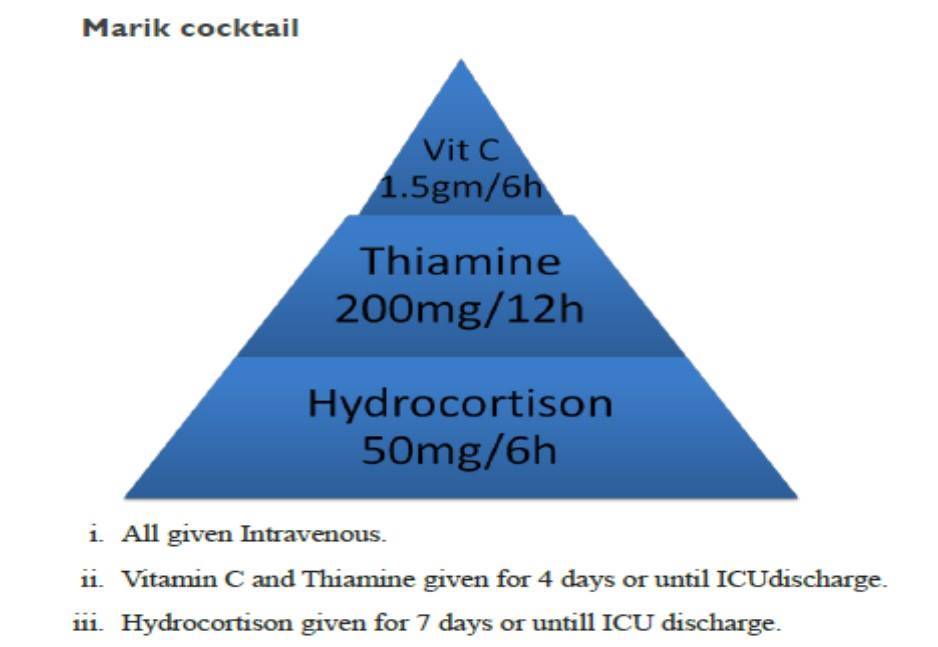 Marik cocktail
Vit C
1.5gm/6h
Thiamine
200mg/12h
Hydrocortison
50mg/6h
i. All given Intravenous.
ii. Vitamin C and Thiamine given for 4 days or until ICUdischarge.
iii. Hydrocortison given for 7 days or untill ICU discharge.